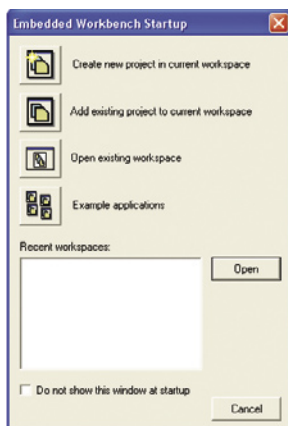 Embedded Workbench Startup
Create new project in current workspace
Add existing project to current workspace
Open existing workspace
Example applications
Recent workspaces:
Open
Do not show this window at startup
Cancel